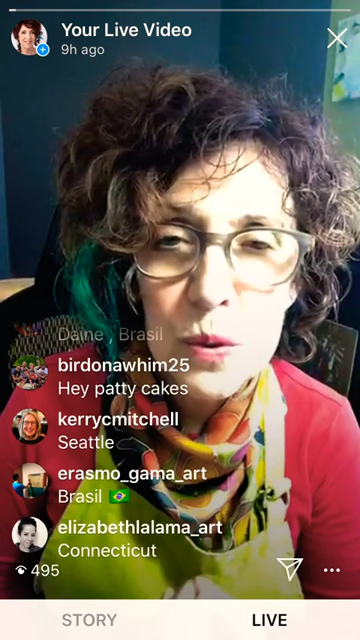 Your Live Video
9h ago
Daine , Brasil
birdonawhim25
Hey patty cakes
kerrycmitchell
Seattle
erasmo_gama_art
Brasil 🇧🇷
elizabethlalama_art
Connecticut
495
STORY
LIVE